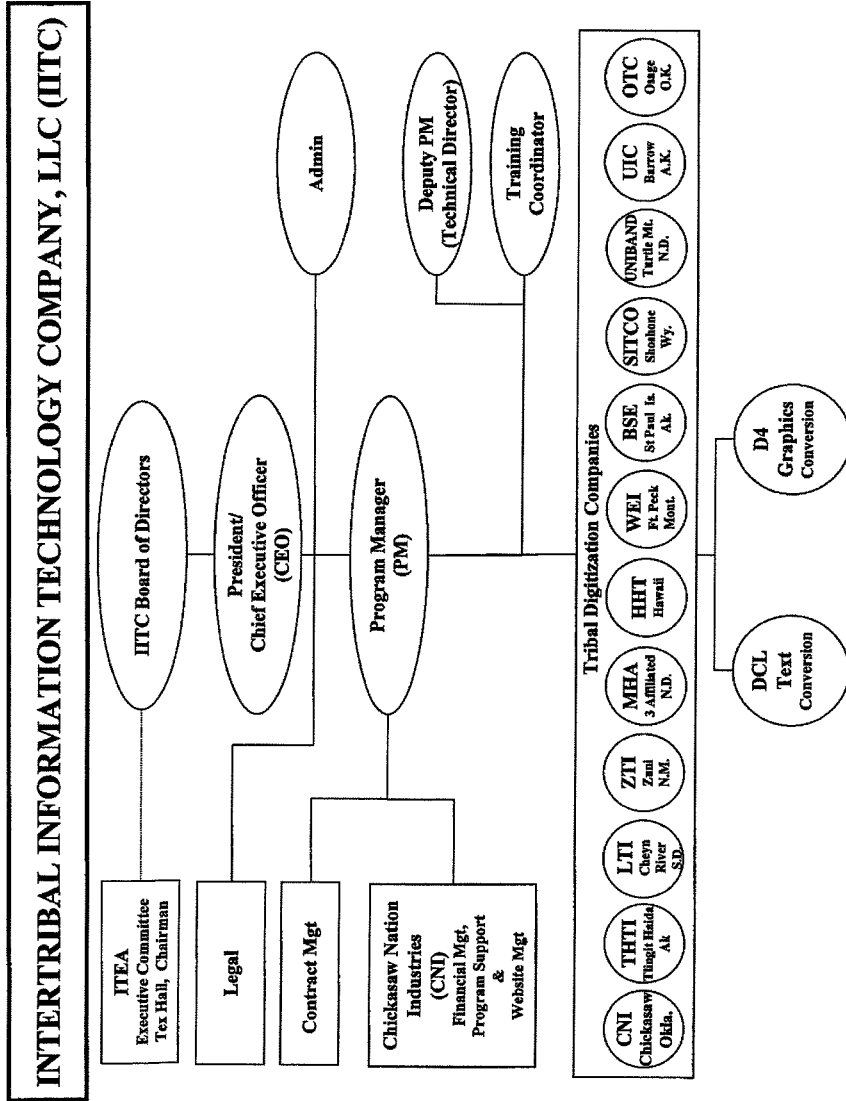 INTERTRIBAL INFORMATION TECHNOLOGY COMPANY, LLC (IITC)
ITEA
Executive Committee
Tex Hall, Chairman
IITC Board of Directors
Legal
President/
Chief Executive Officer
(CEO)
Admin
Contract Mgt
Program Manager
(PM)
Chickasaw Nation
Industries
(CNI)
Financial Mgt,
Program Support
&
Website Mgt
Deputy PM
(Technical Director)
Training
Coordinator
Tribal Digitization Companies
CNI
Chickasaw
Okla.
THTI
Tlingit Haida
Ak
LTI
Cheyn
River
S.D.
ZTI
Zuni
N.M.
MHA
3 Affiliated
N.D.
HHT
Hawaii
WEI
Ft. Peck
Mont.
BSE
St Paul Is.
Ak.
SITCO
Shoshone
Wy.
UNIBAND
Turtle Mt.
N.D.
UIC
Barrow
A.K.
OTC
Osage
O.K.
DCL
Text
Conversion
D4
Graphics
Conversion